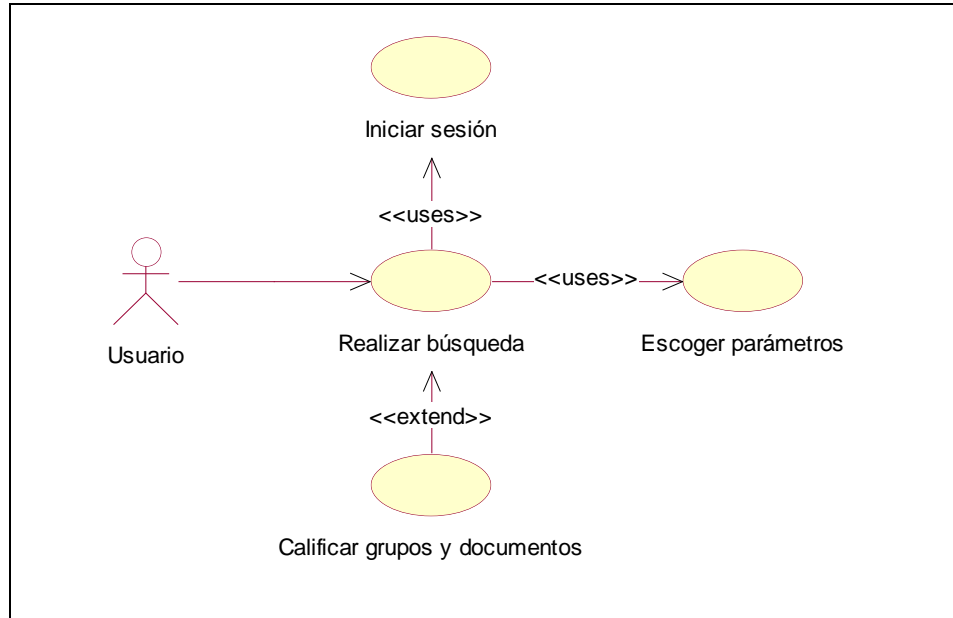 Iniciar sesión
<<uses>>
<<uses>>
Usuario
Realizar búsqueda
Escoger parámetros
<<extend>>
Calificar grupos y documentos